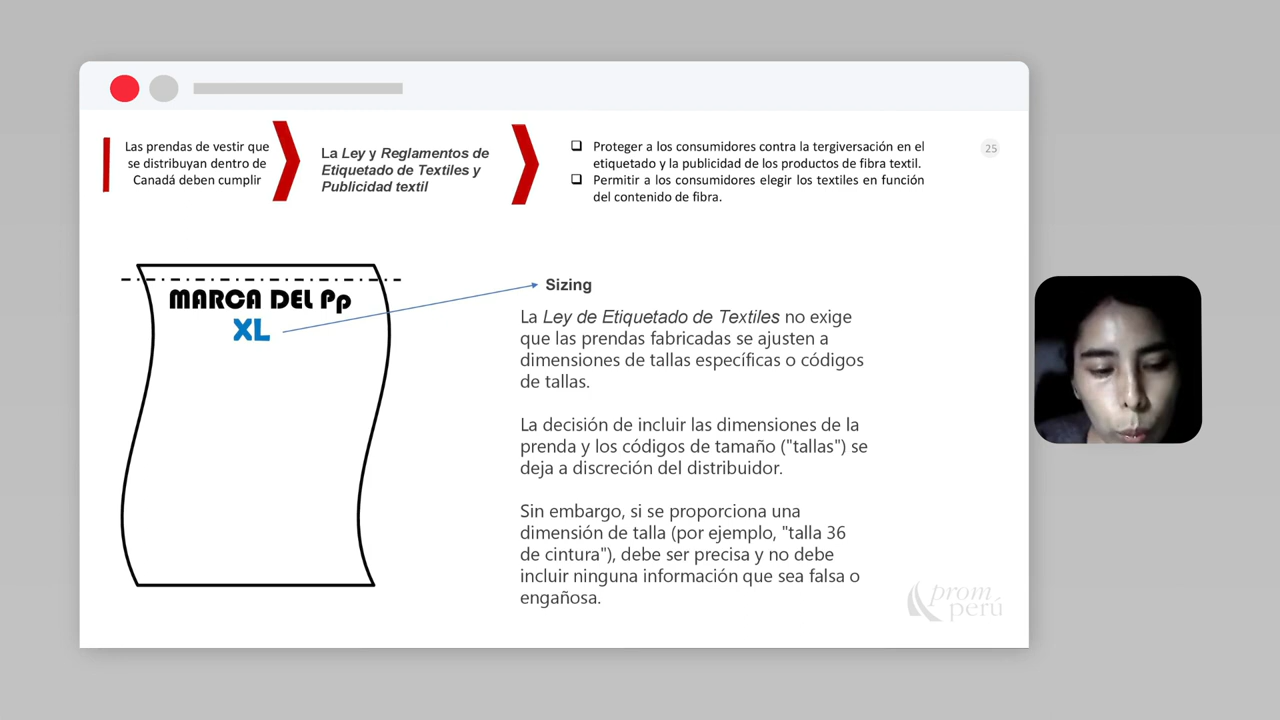 Las prendas de vestir que
se distribuyan dentro de
Canadá deben cumplir
La Ley y Reglamentos de
Etiquetado de Textiles y
Publicidad textil
Proteger a los consumidores contra la tergiversación en el
etiquetado y la publicidad de los productos de fibra textil.
Permitir a los consumidores elegir los textiles en función
del contenido de fibra.
25
MARCA DEL Pp
XL
Sizing
La Ley de Etiquetado de Textiles no exige
que las prendas fabricadas se ajusten a
dimensiones de tallas específicas o códigos
de tallas.
La decisión de incluir las dimensiones de la
prenda y los códigos de tamaño ("tallas") se
deja a discreción del distribuidor.
Sin embargo, si se proporciona una
dimensión de talla (por ejemplo, "talla 36
de cintura"), debe ser precisa y no debe
incluir ninguna información que sea falsa o
engañosa.
prom
perú